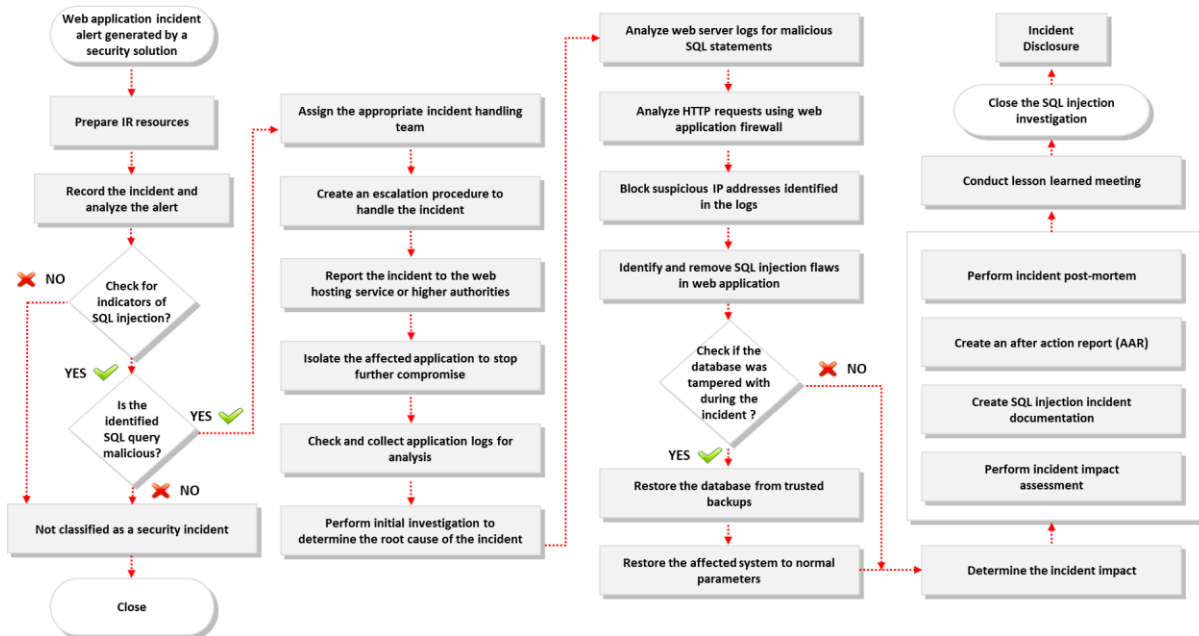 Web application incident
alert generated by a
security solution
Prepare IR resources
Record the incident and
analyze the alert
NO
Check for
indicators of
SQL injection?
YES
Is the
identified
SQL query
malicious?
YES
NO
Not classified as a security incident
Close
Assign the appropriate incident handling
team
Create an escalation procedure to
handle the incident
Report the incident to the web
hosting service or higher authorities
Isolate the affected application to stop
further compromise
Check and collect application logs for
analysis
Perform initial investigation to
determine the root cause of the incident
Analyze web server logs for malicious
SQL statements
Analyze HTTP requests using web
application firewall
Block suspicious IP addresses identified
in the logs
Identify and remove SQL injection flaws
in web application
Check if the
database was
tampered with
during the
incident ?
NO
YES
Restore the database from trusted
backups
Restore the affected system to normal
parameters
Incident
Disclosure
Close the SQL injection
investigation
Conduct lesson learned meeting
Perform incident post-mortem
Create an after action report (AAR)
Create SQL injection incident
documentation
Perform incident impact
assessment
Determine the incident impact